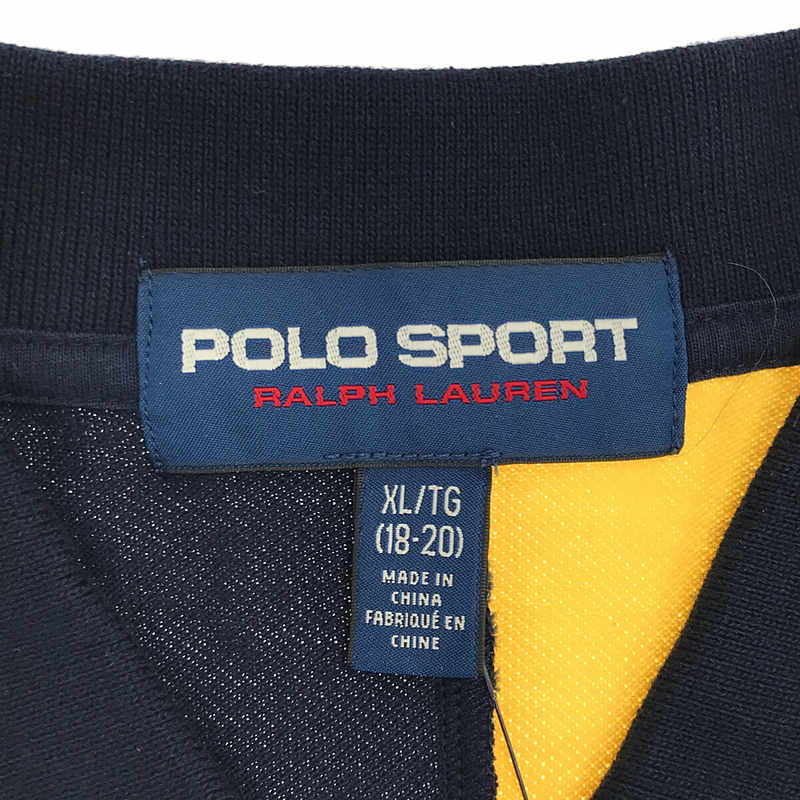 POLO SPORT
RALPH LAUREN
XL/TG
(18-20)
MADE IN
CHINA
FABRIQUÉ EN
CHINE